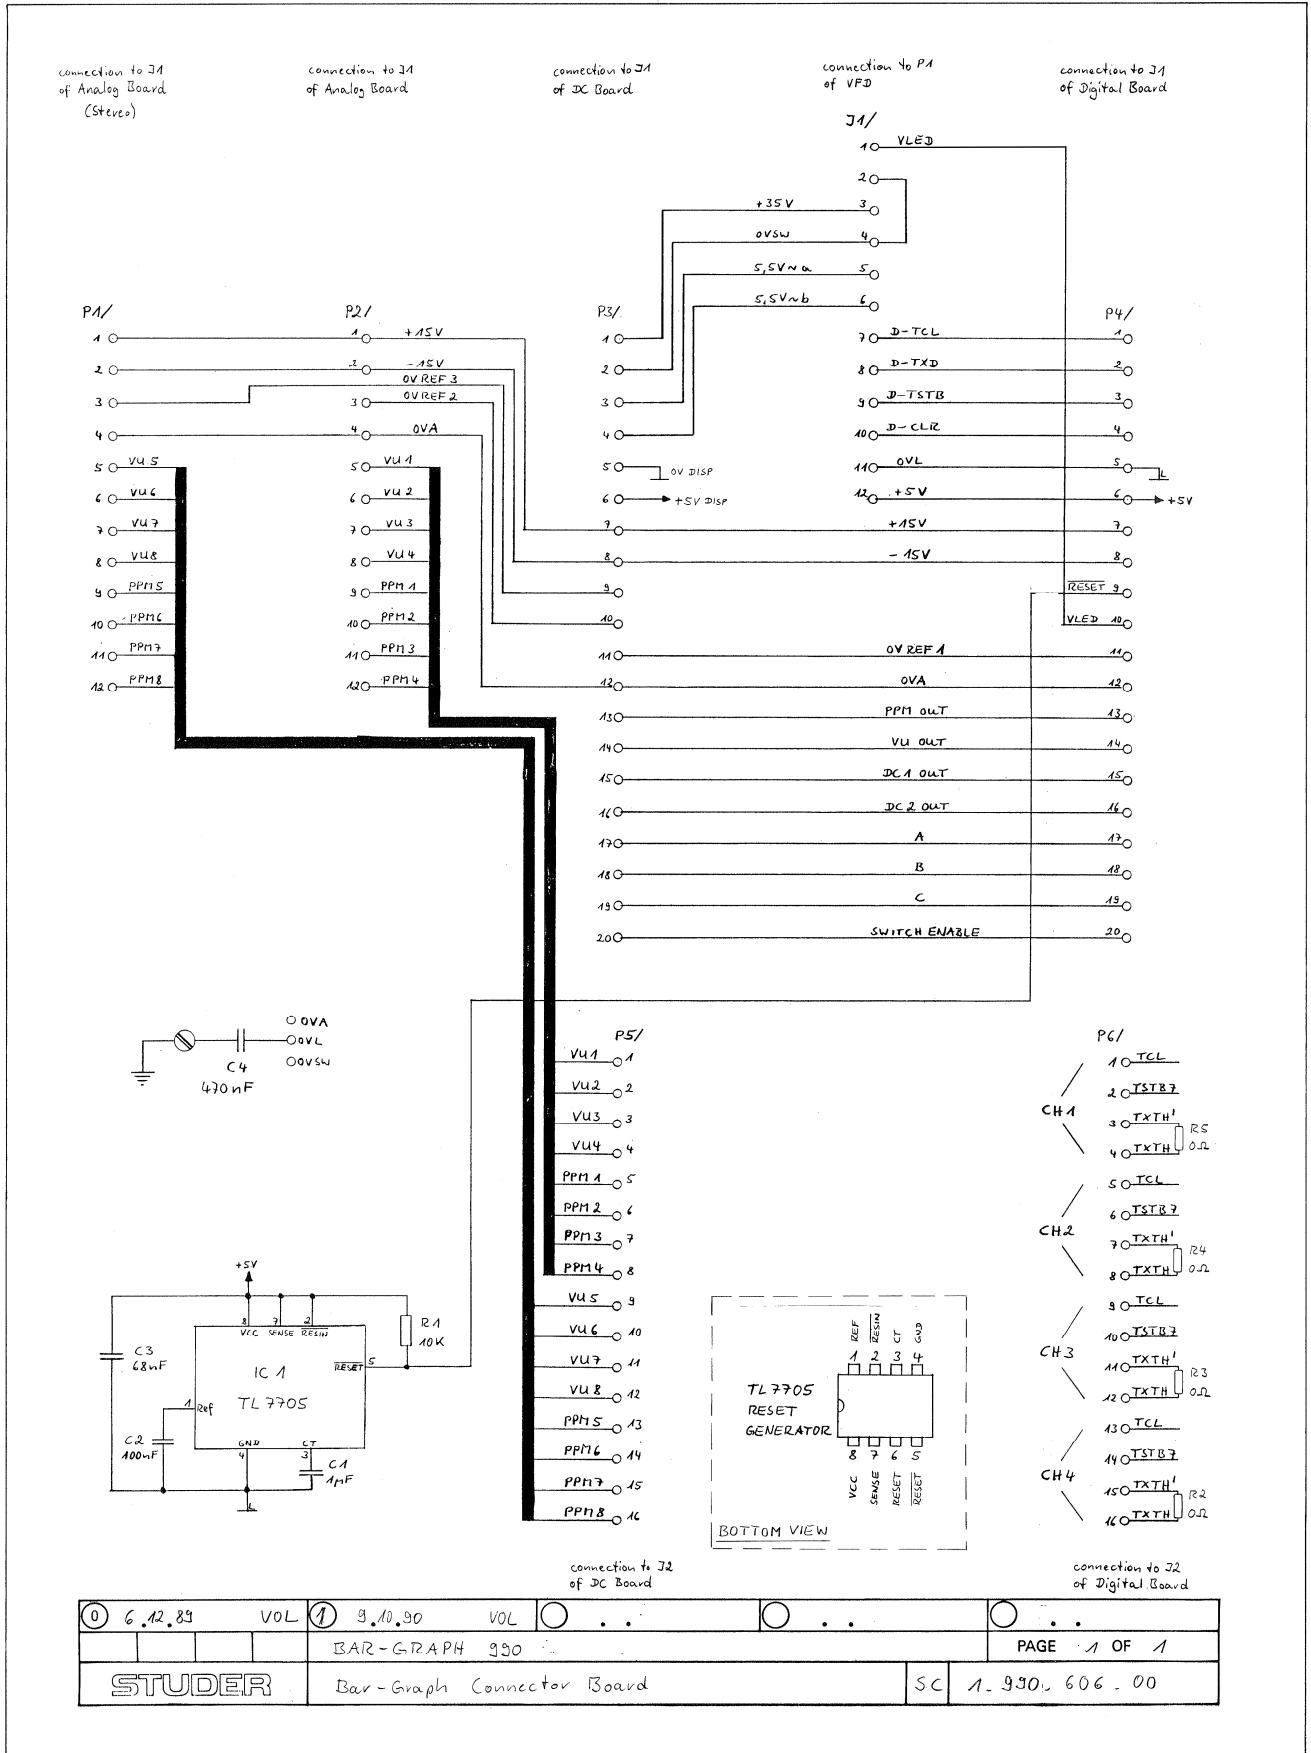 connection to J1
of Analog Board
(Stereo)
connection to J1
of Analog Board
connection to J1
of DC Board
connection to P1
of VFD
connection to J1
of Digital Board
J1/
1 VLED
2
+35V 3
0VSW 4
5,5V~a 5
5,5V~b 6
7 D-TCL
8 D-TXD
9 D-TSTB
10 D-CLR
11 0VL
12 +5V
P1/
1
2
3
4
5 VU5
6 VU6
7 VU7
8 VU8
9 PPM5
10 PPM6
11 PPM7
12 PPM8
P2/
1 +15V
2 -15V
0VREF3
3 0VREF2
4 0VA
5 VU1
6 VU2
7 VU3
8 VU4
9 PPM1
10 PPM2
11 PPM3
12 PPM4
P3/
1
2
3
4
5 0V DISP
6 +5V DISP
7
8
9
10
11
12
13
14
15
16
17
18
19
20
+15V
-15V
0VREF1
0VA
PPM OUT
VU OUT
DC1 OUT
DC2 OUT
A
B
C
SWITCH ENABLE
P4/
1
2
3
4
5 L
6 +5V
7
8
RESET 9
VLED 10
11
12
13
14
15
16
17
18
19
20
0VA
0VL
0VSW
C4
470nF
P5/
VU1 1
VU2 2
VU3 3
VU4 4
PPM1 5
PPM2 6
PPM3 7
PPM4 8
VU5 9
VU6 10
VU7 11
VU8 12
PPM5 13
PPM6 14
PPM7 15
PPM8 16
connection to J2
of DC Board
P6/
CH1
1 TCL
2 TSTB7
3 TXTH'
4 TXTH
R5
0Ω
CH2
5 TCL
6 TSTB7
7 TXTH'
8 TXTH
R4
0Ω
CH3
9 TCL
10 TSTB7
11 TXTH'
12 TXTH
R3
0Ω
CH4
13 TCL
14 TSTB7
15 TXTH'
16 TXTH
R2
0Ω
connection to J2
of Digital Board
+5V
8 7 2
VCC SENSE RESIN
R1
10K
C3
68nF
RESET 5
IC1
TL7705
1 Ref
C2
100nF
GND CT
4 3
C1
1µF
L
REF RESIN CT GND
1 2 3 4
TL7705
RESET
GENERATOR
8 7 6 5
VCC SENSE RESET RESET
BOTTOM VIEW
0 6.12.89 VOL 1 9.10.90 VOL
BAR-GRAPH 990 PAGE 1 OF 1
STUDER Bar-Graph Connector Board SC 1.990.606.00